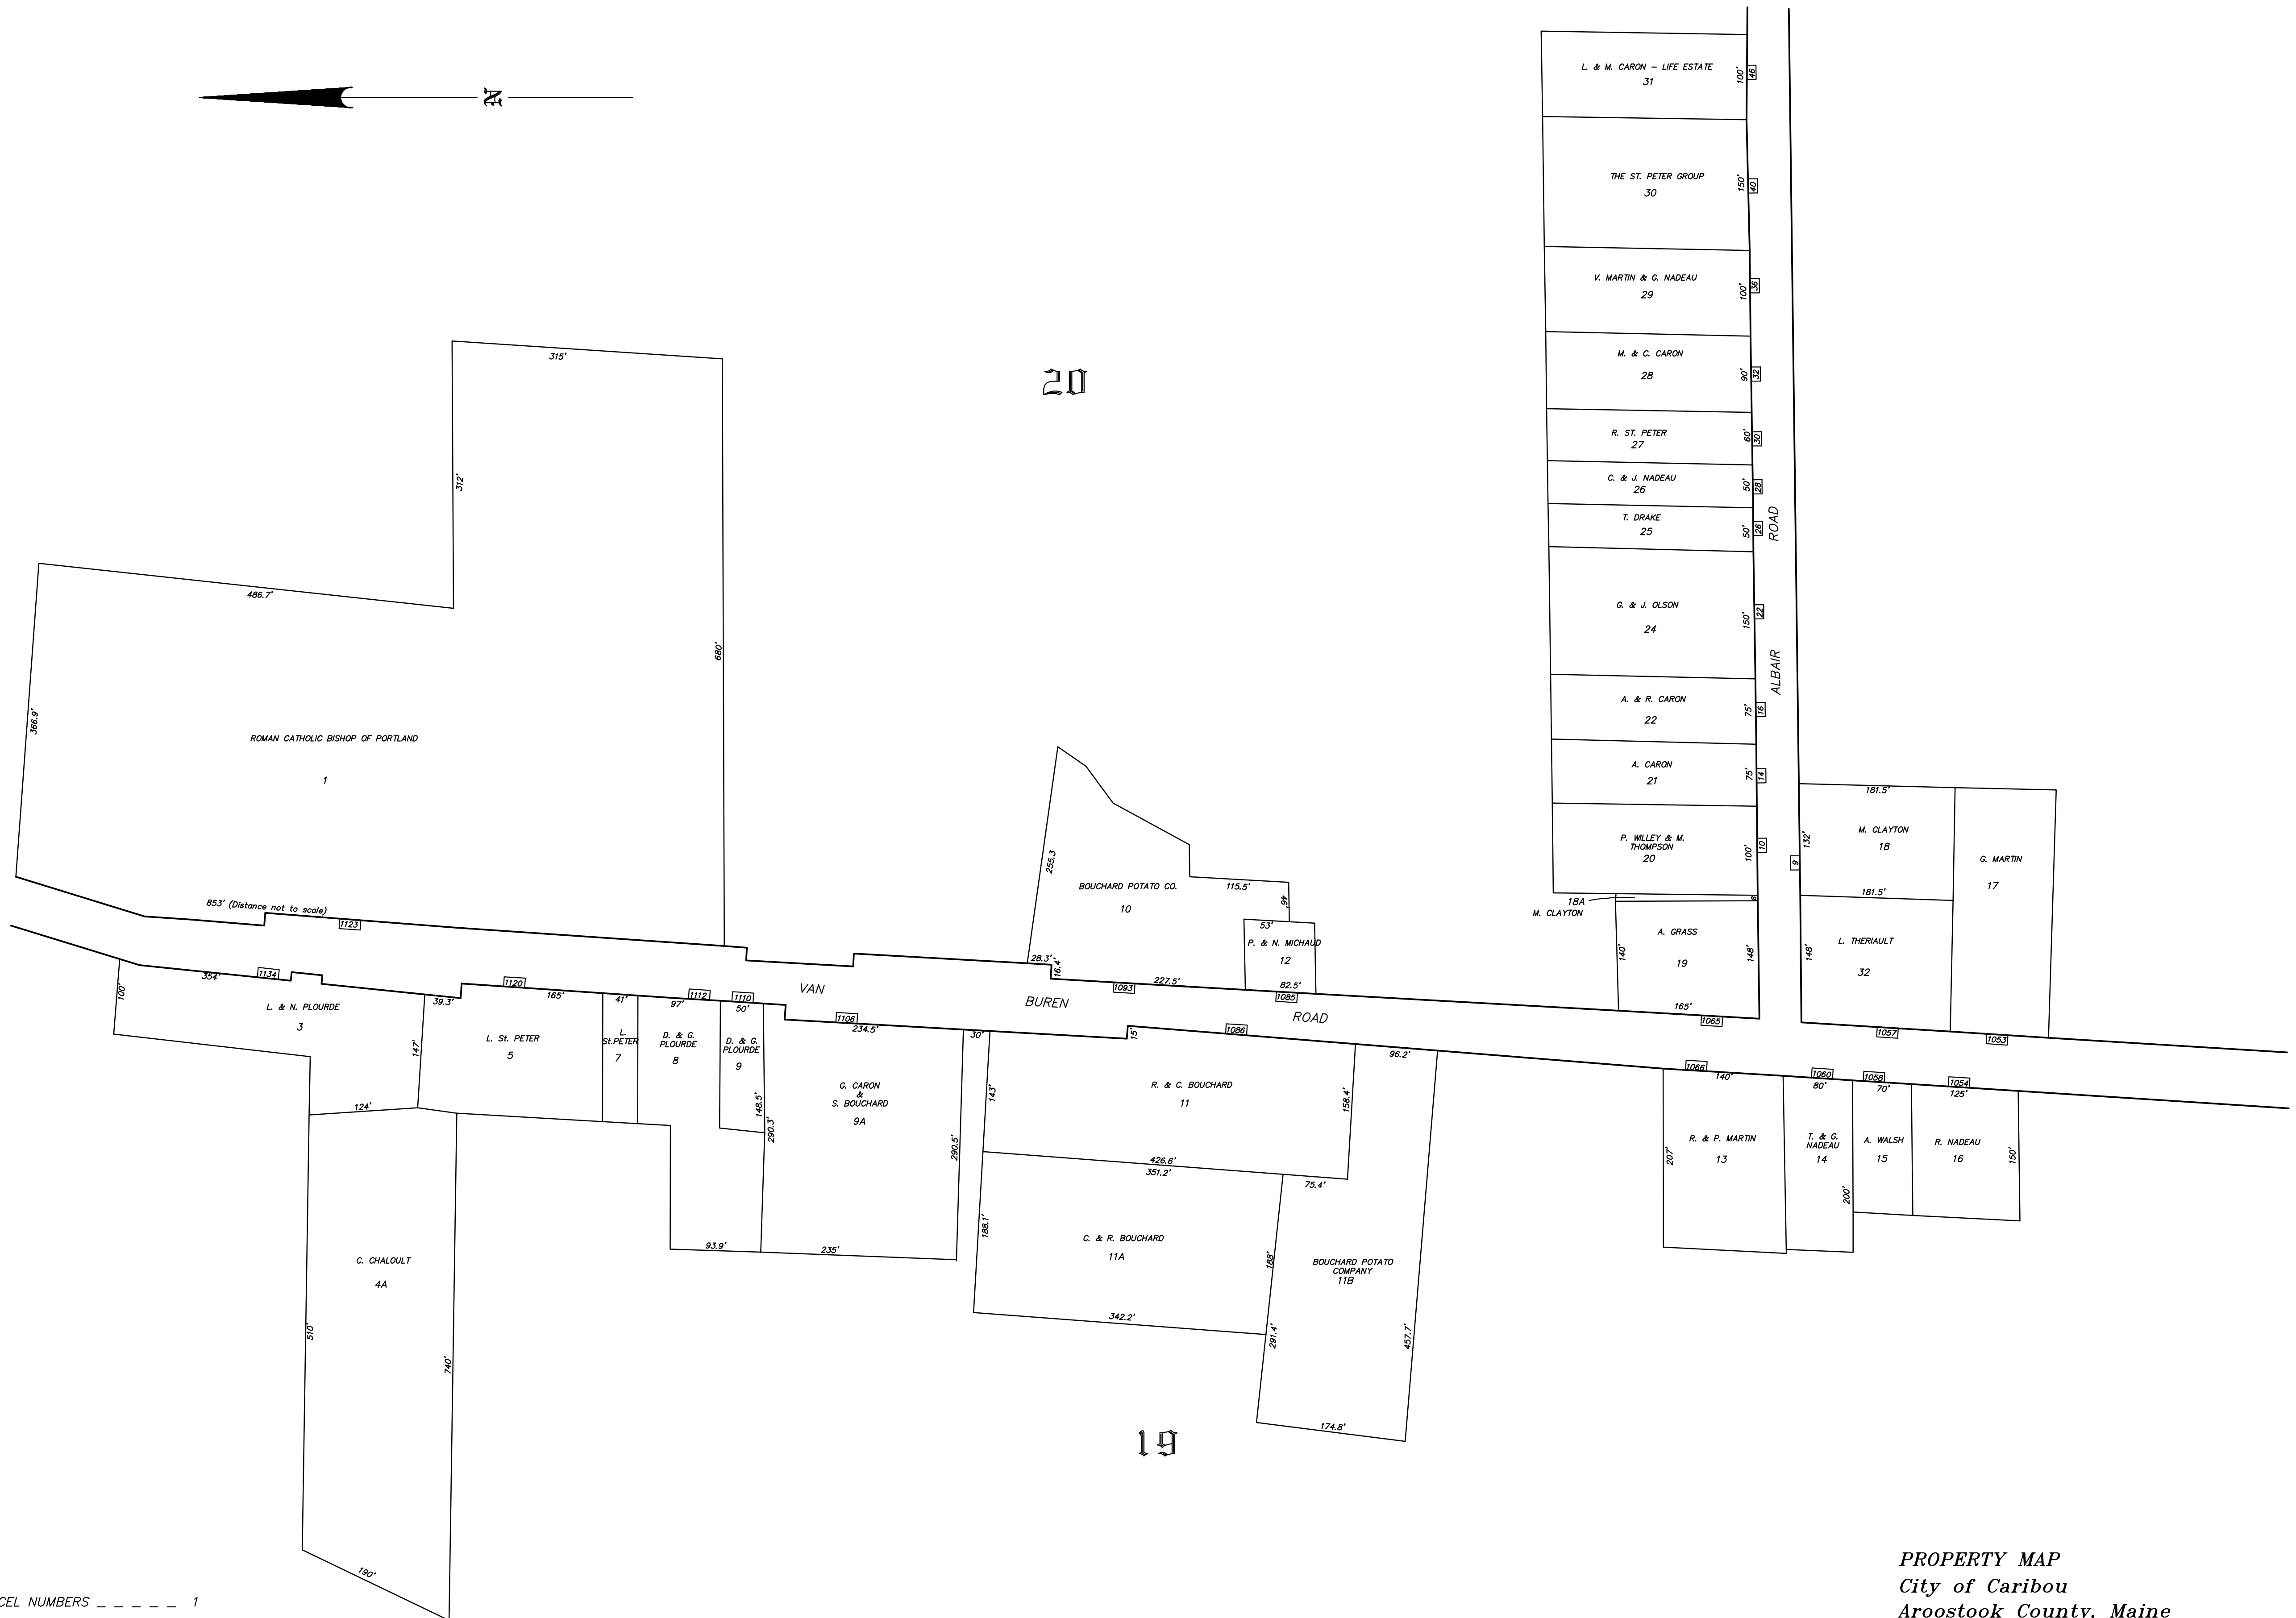 N
L. & M. CARON – LIFE ESTATE
31
100'
46
THE ST. PETER GROUP
30
150'
40
V. MARTIN & G. NADEAU
29
100'
36
M. & C. CARON
28
90'
32
R. ST. PETER
27
60'
30
C. & J. NADEAU
26
50'
28
T. DRAKE
25
50'
26
G. & J. OLSON
24
150'
22
A. & R. CARON
22
75'
16
A. CARON
21
75'
14
P. WILLEY & M.
THOMPSON
20
100'
10
ROAD
ALBAIR
18A
M. CLAYTON
8'
A. GRASS
19
140'
148'
165'
1065
9
181.5'
132'
M. CLAYTON
18
181.5'
G. MARTIN
17
L. THERIAULT
32
148'
1057
1053
20
315'
312'
680'
486.7'
366.9'
ROMAN CATHOLIC BISHOP OF PORTLAND
1
853' (Distance not to scale)
1123
255.3
BOUCHARD POTATO CO.
10
115.5'
46'
53'
P. & N. MICHAUD
12
28.3'
16.4'
227.5'
82.5'
1093
1085
VAN
BUREN
ROAD
354'
1134
100'
L. & N. PLOURDE
3
39.3'
147'
124'
1120
165'
L. St. PETER
5
41'
L.
St.PETER
7
97'
1112
D. & G.
PLOURDE
8
1110
50'
D. & G.
PLOURDE
9
148.5'
290.3'
93.9'
1106
234.5'
G. CARON
&
S. BOUCHARD
9A
290.5'
235'
30'
15'
1086
143'
R. & C. BOUCHARD
11
158.4'
96.2'
426.6'
351.2'
75.4'
188.1'
C. & R. BOUCHARD
11A
188'
342.2'
BOUCHARD POTATO
COMPANY
11B
291.4'
457.7'
174.8'
C. CHALOULT
4A
510'
740'
190'
1066
140'
207'
R. & P. MARTIN
13
1060
80'
T. & G.
NADEAU
14
200'
1058
70'
A. WALSH
15
1054
125'
R. NADEAU
16
150'
19
CEL NUMBERS _ _ _ _ _ 1
PROPERTY MAP
City of Caribou
Aroostook County, Maine